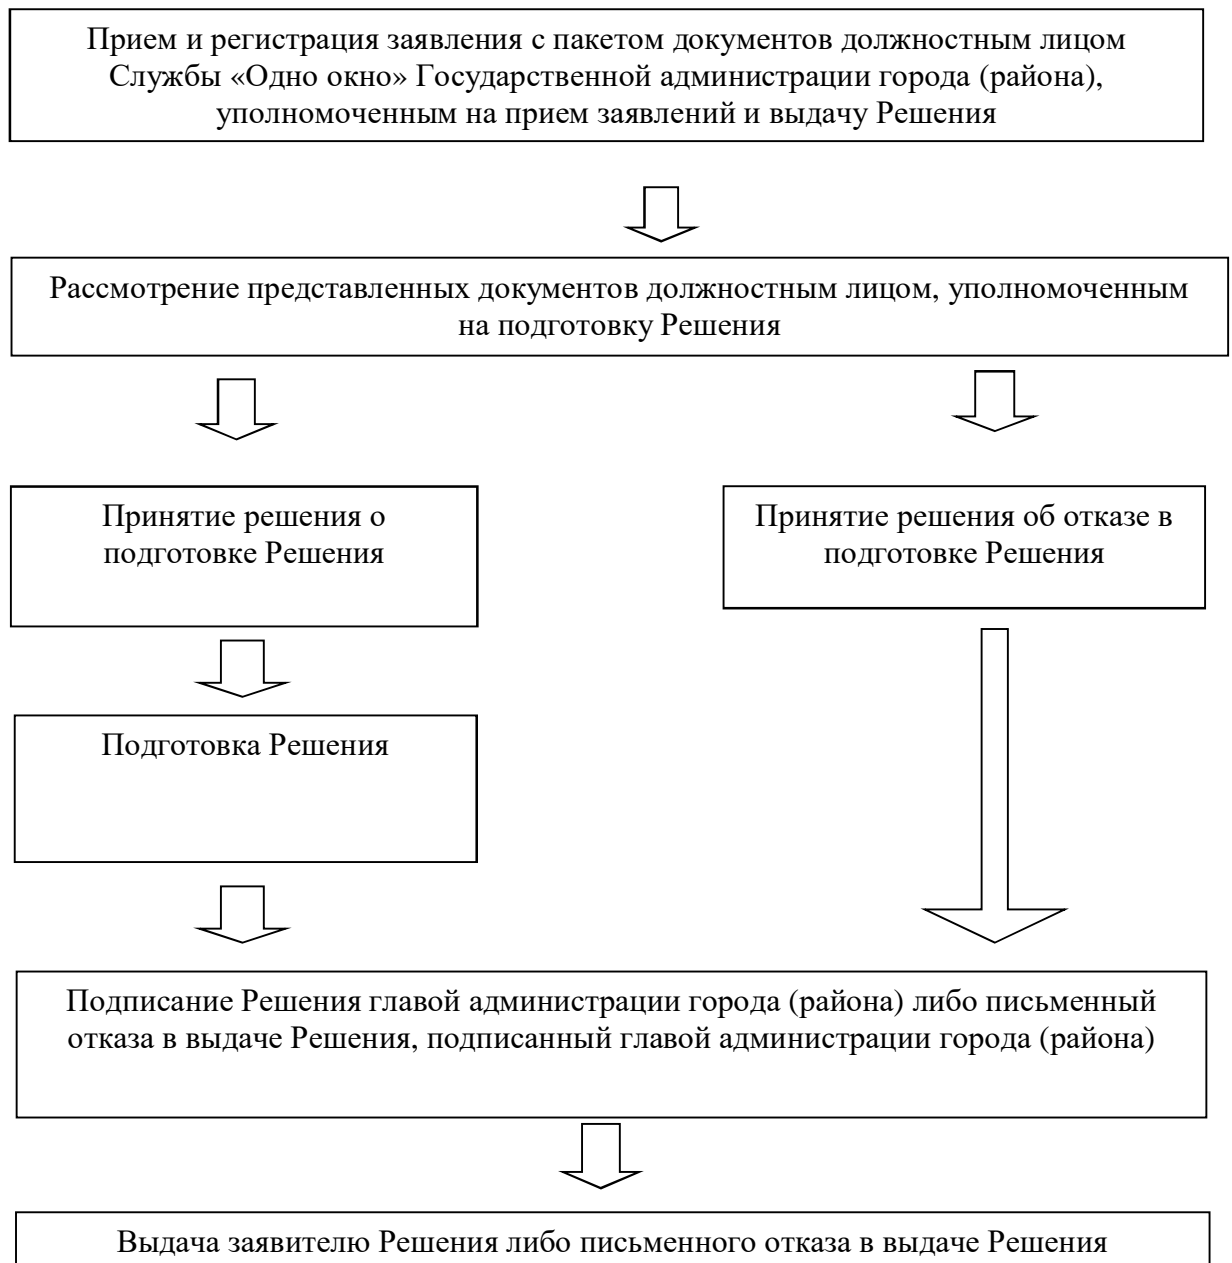 Прием и регистрация заявления с пакетом документов должностным лицом
Службы «Одно окно» Государственной администрации города (района),
уполномоченным на прием заявлений и выдачу Решения
Рассмотрение представленных документов должностным лицом, уполномоченным
на подготовку Решения
Принятие решения о
подготовке Решения
Принятие решения об отказе в
подготовке Решения
Подготовка Решения
Подписание Решения главой администрации города (района) либо письменный
отказа в выдаче Решения, подписанный главой администрации города (района)
Выдача заявителю Решения либо письменного отказа в выдаче Решения